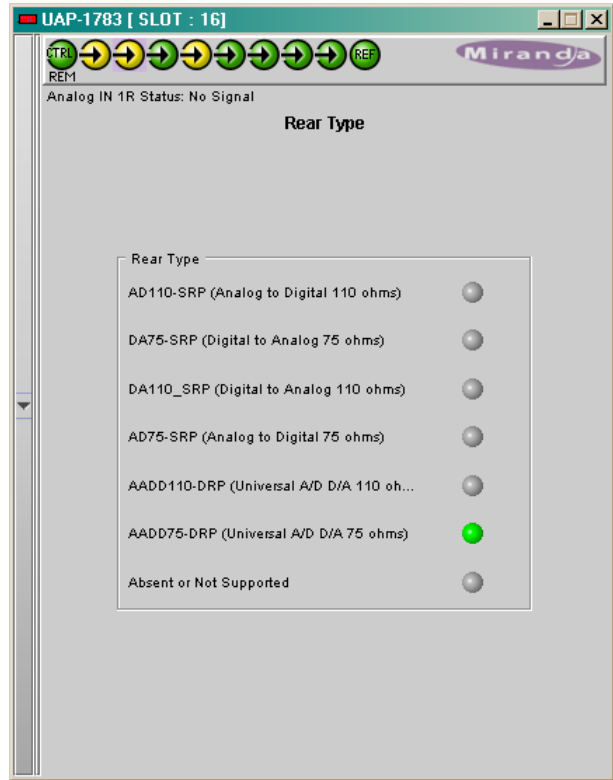 UAP-1783 [ SLOT : 16]
CTRL REF Miranda
REM
Analog IN 1R Status: No Signal
Rear Type
Rear Type
AD110-SRP (Analog to Digital 110 ohms)
DA75-SRP (Digital to Analog 75 ohms)
DA110_SRP (Digital to Analog 110 ohms)
AD75-SRP (Analog to Digital 75 ohms)
AADD110-DRP (Universal A/D D/A 110 oh...
AADD75-DRP (Universal A/D D/A 75 ohms)
Absent or Not Supported